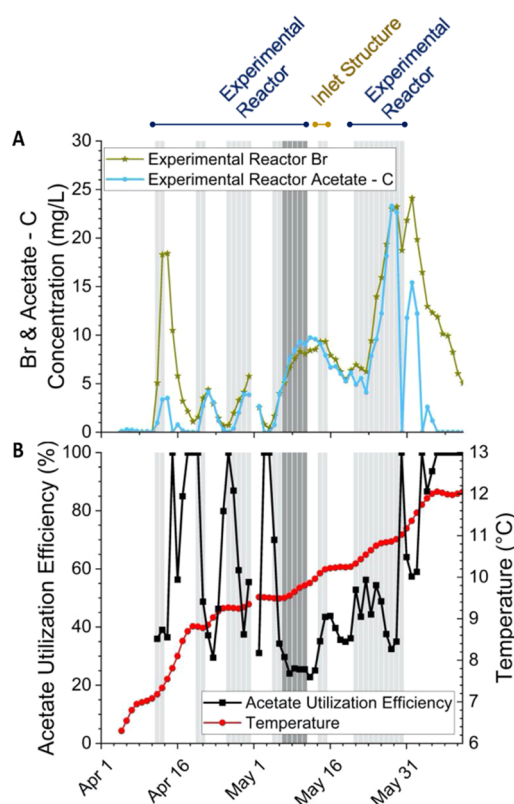 Experimental
Reactor
Inlet Structure
Experimental
Reactor
A
30
25
20
15
10
5
0
Br & Acetate - C
Concentration (mg/L)
Experimental Reactor Br
Experimental Reactor Acetate - C
B
100
80
60
40
20
0
Acetate Utilization Efficiency (%)
13
12
11
10
9
8
7
6
Temperature (°C)
Acetate Utilization Efficiency
Temperature
Apr 1
Apr 16
May 1
May 16
May 31